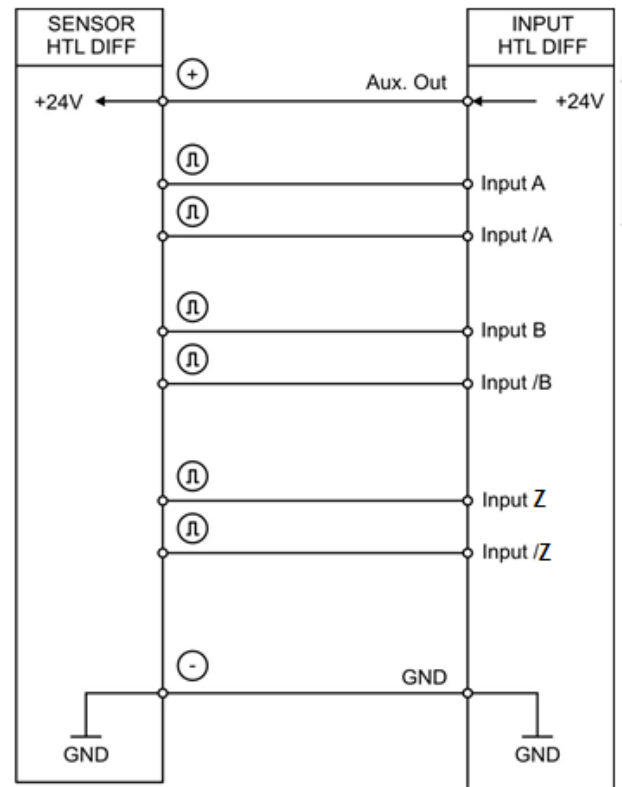 SENSOR
HTL DIFF
INPUT
HTL DIFF
+
Aux. Out
+24V
+24V
Input A
Input /A
Input B
Input /B
Input Z
Input /Z
-
GND
GND
GND